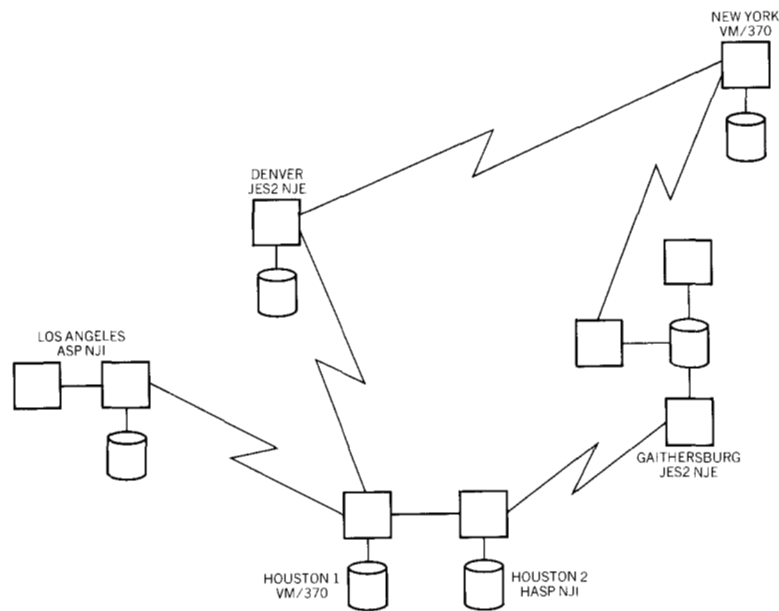 NEW YORK
VM/370
DENVER
JES2 NJE
LOS ANGELES
ASP NJI
GAITHERSBURG
JES2 NJE
HOUSTON 1
VM/370
HOUSTON 2
HASP NJI